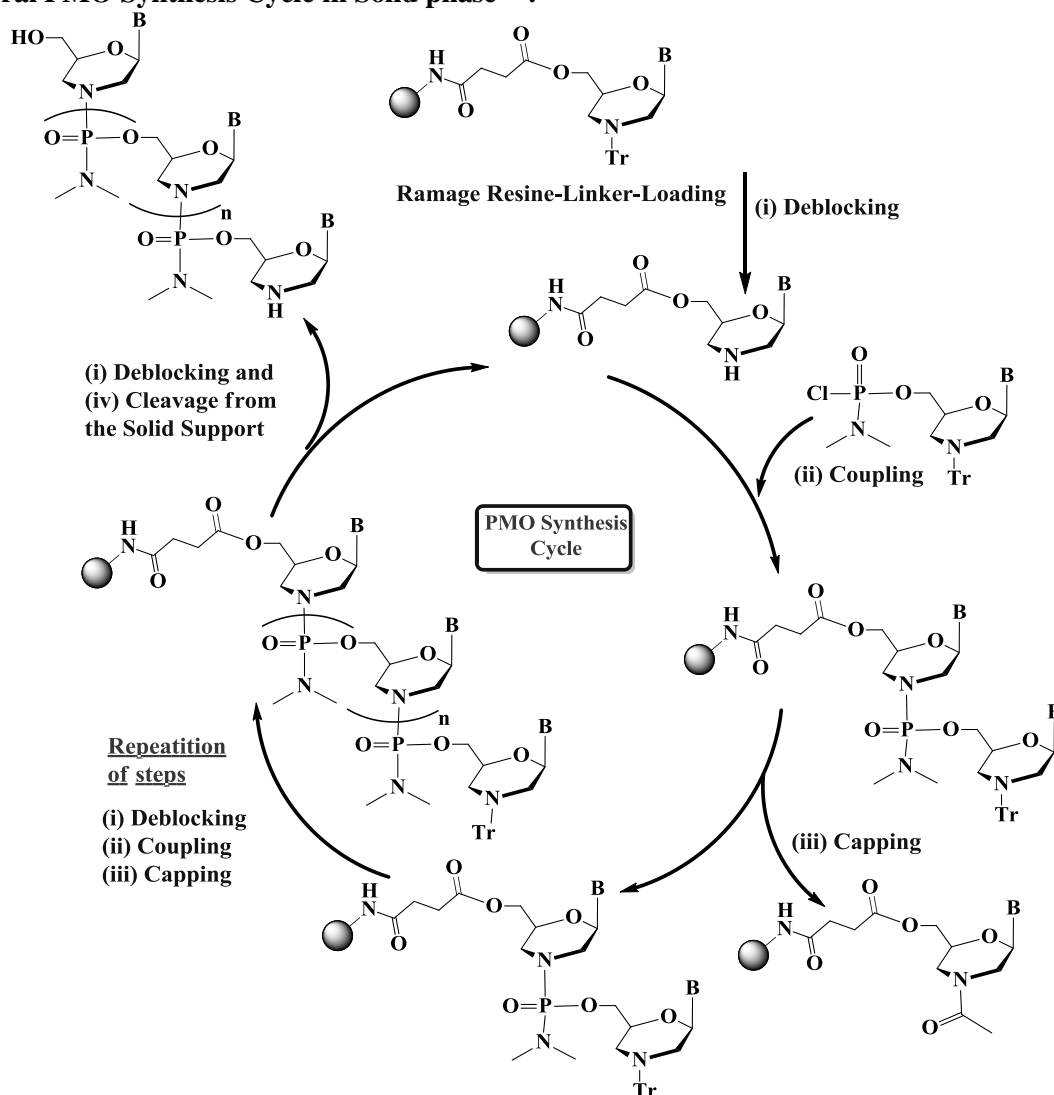 ral PMO Synthesis Cycle in Solid phase
HO
O
B
N
O=P
O
N
B
O
N
n
O=P
O
N
B
O
N
H
H
N
O
O
O
B
O
N
Tr
Ramage Resine-Linker-Loading
(i) Deblocking
H
N
O
O
O
B
O
N
H
O
Cl
P
O
N
B
O
N
Tr
(ii) Coupling
(i) Deblocking and
(iv) Cleavage from
the Solid Support
PMO Synthesis
Cycle
H
N
O
O
O
B
O
N
O=P
O
N
B
O
N
n
O=P
O
N
B
O
N
Tr
H
N
O
O
O
B
O
N
O=P
O
N
B
O
N
Tr
Repeatition
of steps
(i) Deblocking
(ii) Coupling
(iii) Capping
(iii) Capping
H
N
O
O
O
B
O
N
O=P
O
N
B
O
N
Tr
H
N
O
O
O
B
O
N
O